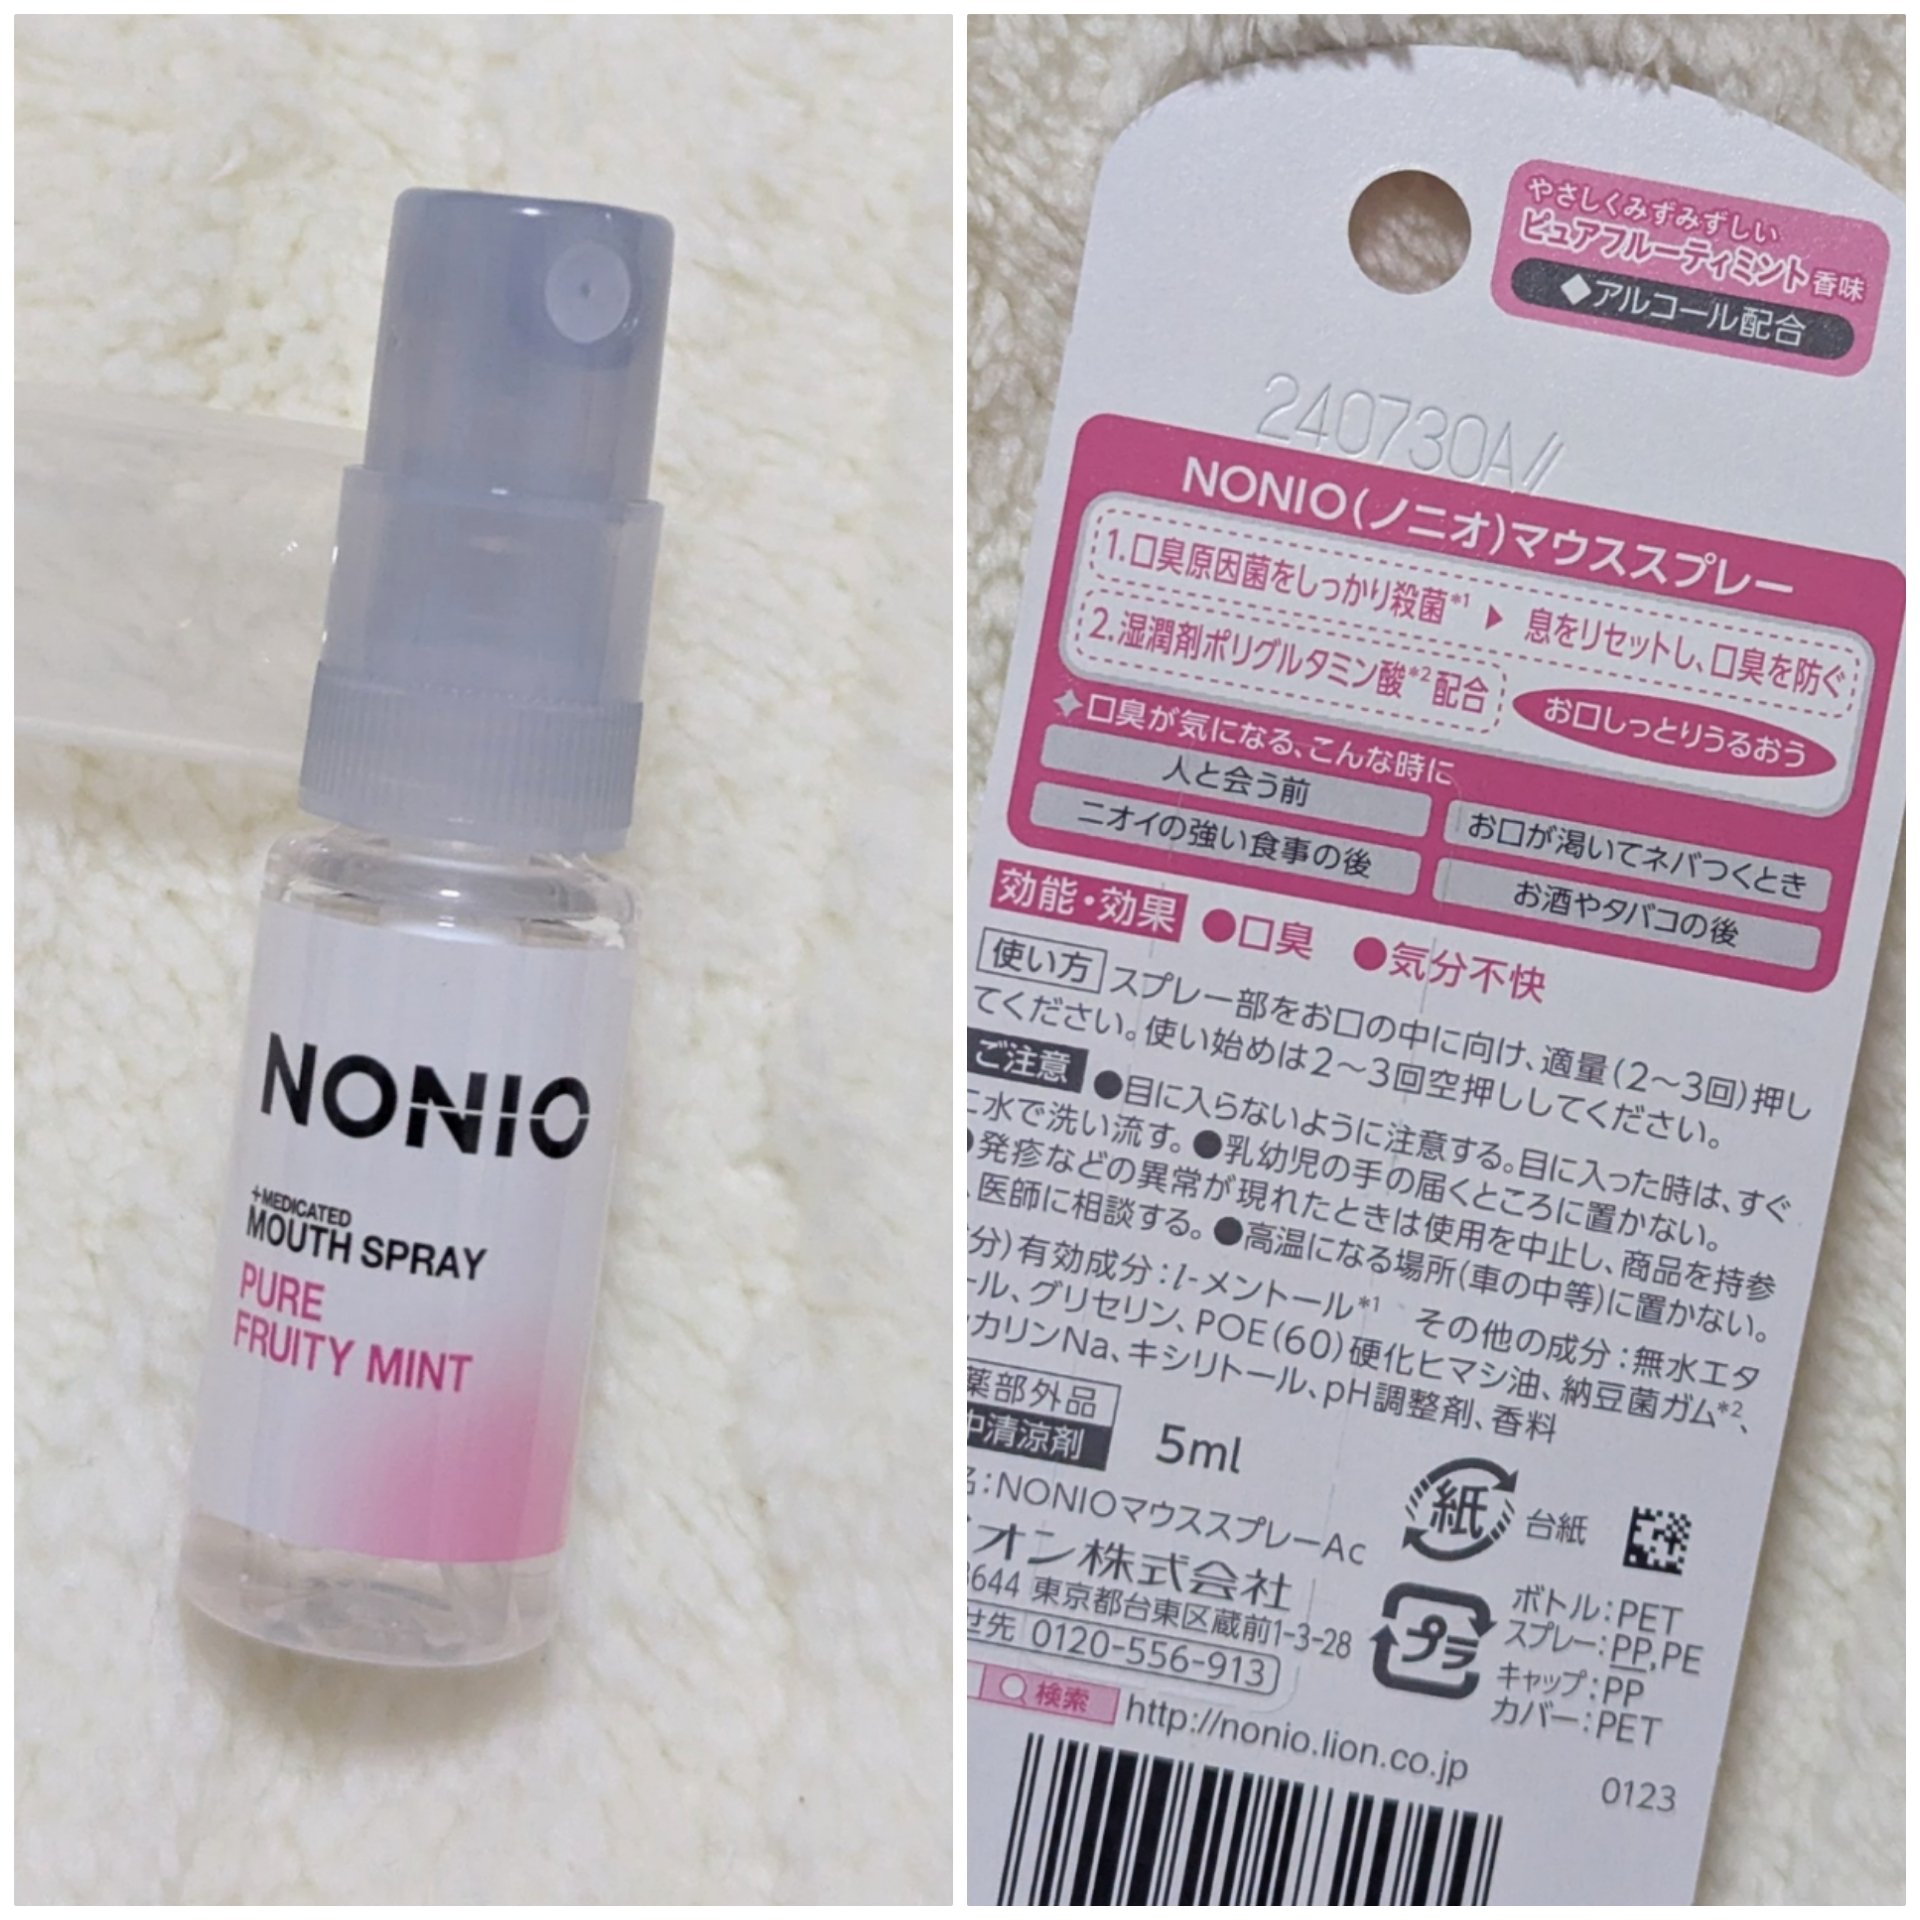 NONIO
+MEDICATED
MOUTH SPRAY
PURE
FRUITY MINT
やさしくみずみずしい
ピュアフルーティミント香味
◆アルコール配合
240730A//
NONIO(ノニオ)マウススプレー
1.口臭原因菌をしっかり殺菌*1 ▶ 息をリセットし、口臭を防ぐ
2.湿潤剤ポリグルタミン酸*2配合 お口しっとりうるおう
口臭が気になる、こんな時に
人と会う前
お口が渇いてネバつくとき
ニオイの強い食事の後
お酒やタバコの後
効能・効果 ●口臭 ●気分不快
使い方 スプレー部をお口の中に向け、適量(2〜3回)押し
てください。使い始めは2〜3回空押ししてください。
ご注意 ●目に入らないように注意する。目に入った時は、すぐ
に水で洗い流す。●乳幼児の手の届くところに置かない。
●発疹などの異常が現れたときは使用を中止し、商品を持参
、医師に相談する。●高温になる場所(車の中等)に置かない。
分)有効成分:l-メントール*1 その他の成分:無水エタ
ール、グリセリン、POE(60)硬化ヒマシ油、納豆菌ガム*2、
ッカリンNa、キシリトール、pH調整剤、香料
薬部外品
中清涼剤
5ml
名:NONIOマウススプレーAc
イオン株式会社
8644 東京都台東区蔵前1-3-28
せ先 0120-556-913
検索 http://nonio.lion.co.jp
紙 台紙
プラ
ボトル:PET
スプレー:PP,PE
キャップ:PP
カバー:PET
0123